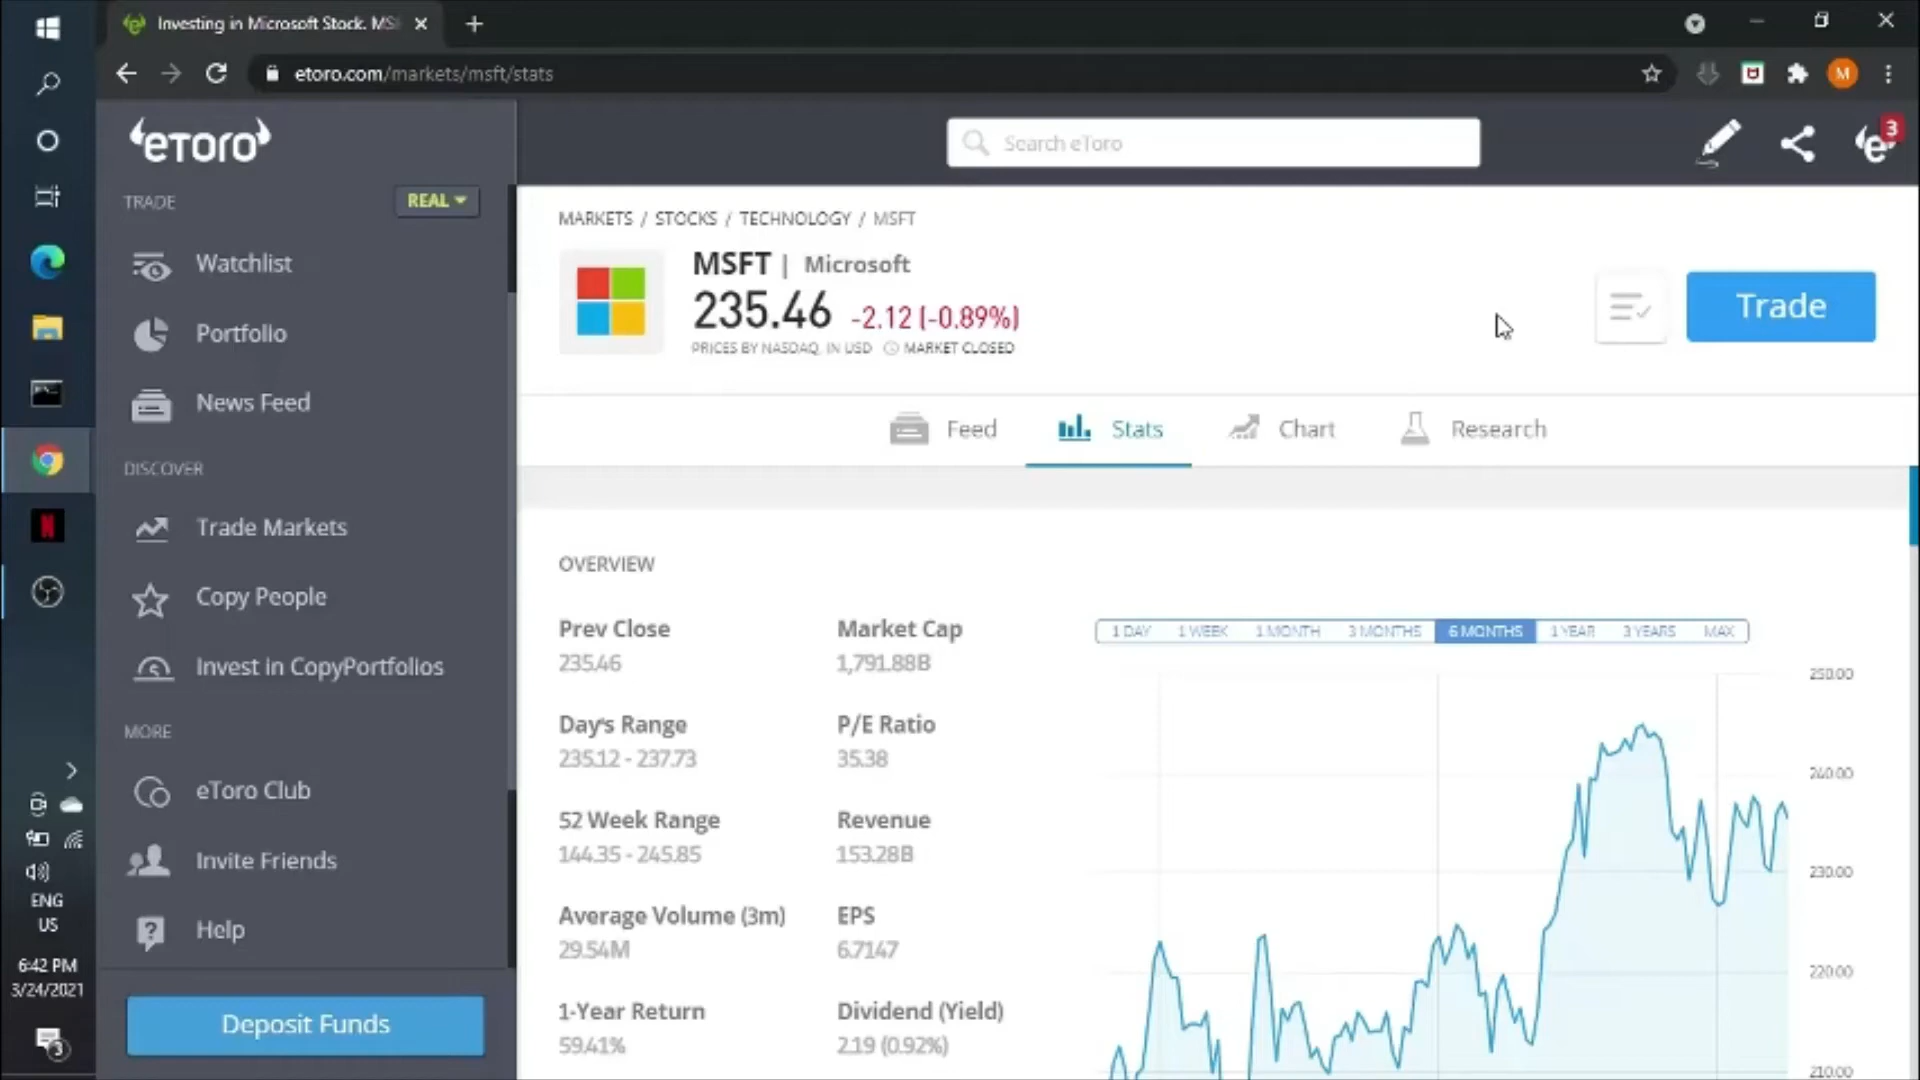 Investing in Microsoft Stock. MS
etoro.com/markets/msft/stats
M
eToro
Search eToro
3
TRADE
REAL
Watchlist
Portfolio
News Feed
DISCOVER
Trade Markets
Copy People
Invest in CopyPortfolios
MORE
eToro Club
Invite Friends
Help
Deposit Funds
MARKETS / STOCKS / TECHNOLOGY / MSFT
MSFT | Microsoft
235.46 -2.12 (-0.89%)
PRICES BY NASDAQ, IN USD MARKET CLOSED
Trade
Feed
Stats
Chart
Research
OVERVIEW
Prev Close
235.46
Market Cap
1,791.88B
Day's Range
235.12 - 237.73
P/E Ratio
35.38
52 Week Range
144.35 - 245.85
Revenue
153.28B
Average Volume (3m)
29.54M
EPS
6.7147
1-Year Return
59.41%
Dividend (Yield)
2.19 (0.92%)
1 DAY 1 WEEK 1 MONTH 3 MONTHS 6 MONTHS 1 YEAR 3 YEARS MAX
250.00
240.00
230.00
220.00
210.00
ENG
US
6:42 PM
3/24/2021
3